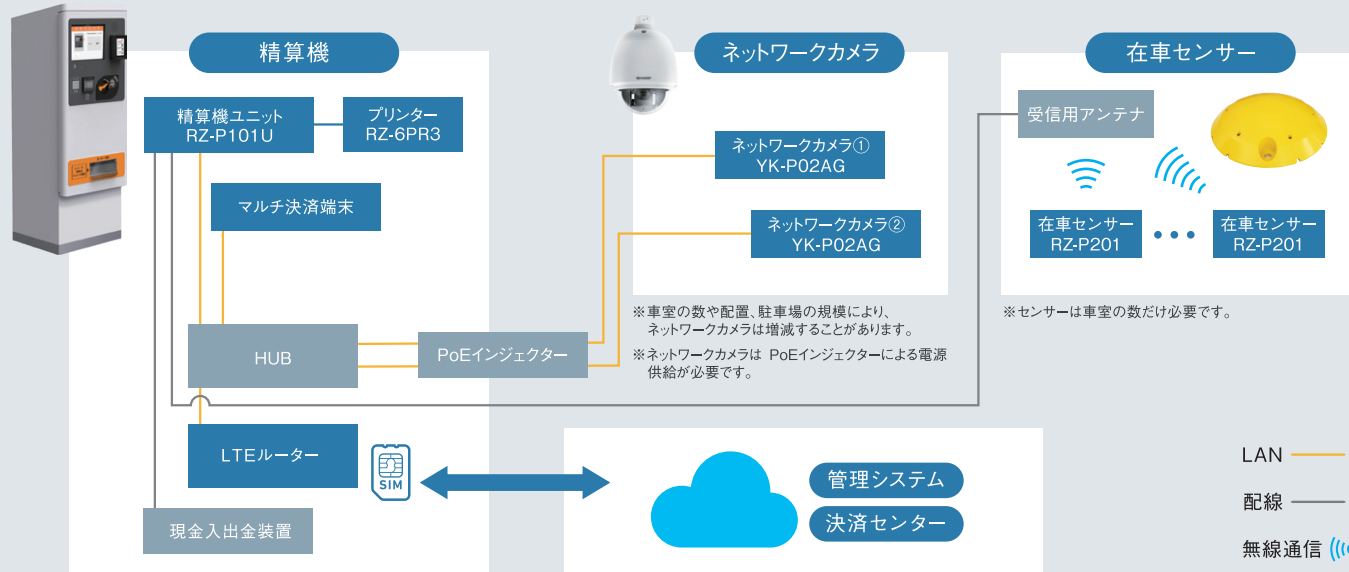 精算機
精算機ユニット
RZ-P101U
プリンター
RZ-6PR3
マルチ決済端末
HUB
PoEインジェクター
LTEルーター
SIM
現金入出金装置
ネットワークカメラ
ネットワークカメラ①
YK-P02AG
ネットワークカメラ②
YK-P02AG
※車室の数や配置、駐車場の規模により、
ネットワークカメラは増減することがあります。
※ネットワークカメラは PoEインジェクターによる電源
供給が必要です。
在車センサー
受信用アンテナ
在車センサー
RZ-P201
在車センサー
RZ-P201
※センサーは車室の数だけ必要です。
管理システム
決済センター
LAN
配線
無線通信